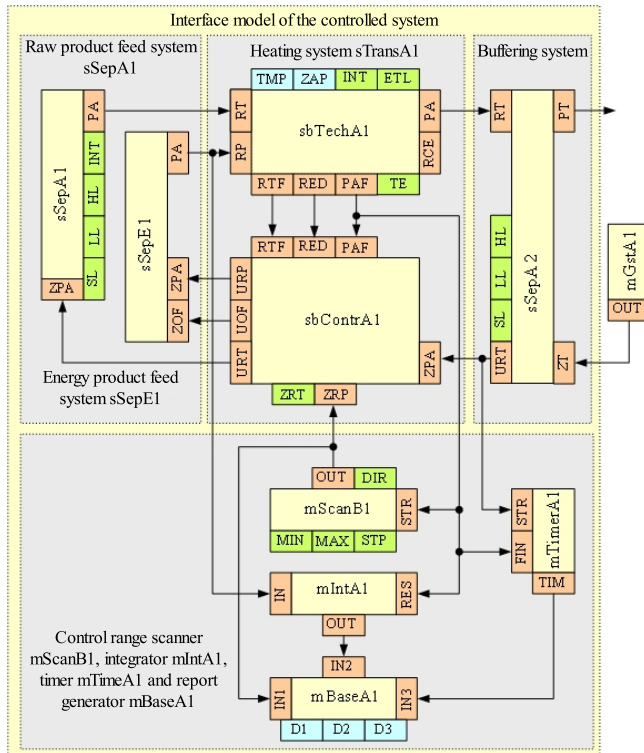 Interface model of the controlled system
Raw product feed system
sSepA1
Heating system sTransA1
Buffering system
TMP ZAP INT ETL
sSepA1
PA
INT
HL
LL
SL
ZPA
sSepE1
PA
ZPA
ZOF
RT
RP
sbTechA1
PA
RCE
RTF RED PAF TE
RTF RED PAF
URP
UOF
URT
sbContrA1
ZPA
ZRT ZRP
RT
PT
sSepA 2
HL
LL
SL
URT
ZT
mGstA1
OUT
Energy product feed
system sSepE1
OUT DIR
mScanB1
STR
MIN MAX STP
STR
FIN
mTimerA1
TIM
IN
mIntA1
RES
OUT
Control range scanner
mScanB1, integrator mIntA1,
timer mTimeA1 and report
generator mBaseA1
IN2
IN1
mBaseA1
IN3
D1 D2 D3